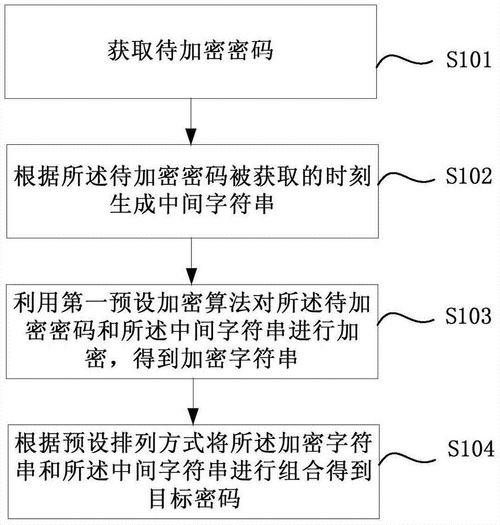 获取待加密密码
S101
根据所述待加密密码被获取的时刻
生成中间字符串
S102
利用第一预设加密算法对所述待加
密密码和所述中间字符串进行加
密，得到加密字符串
S103
根据预设排列方式将所述加密字符
串和所述中间字符串进行组合得到
目标密码
S104